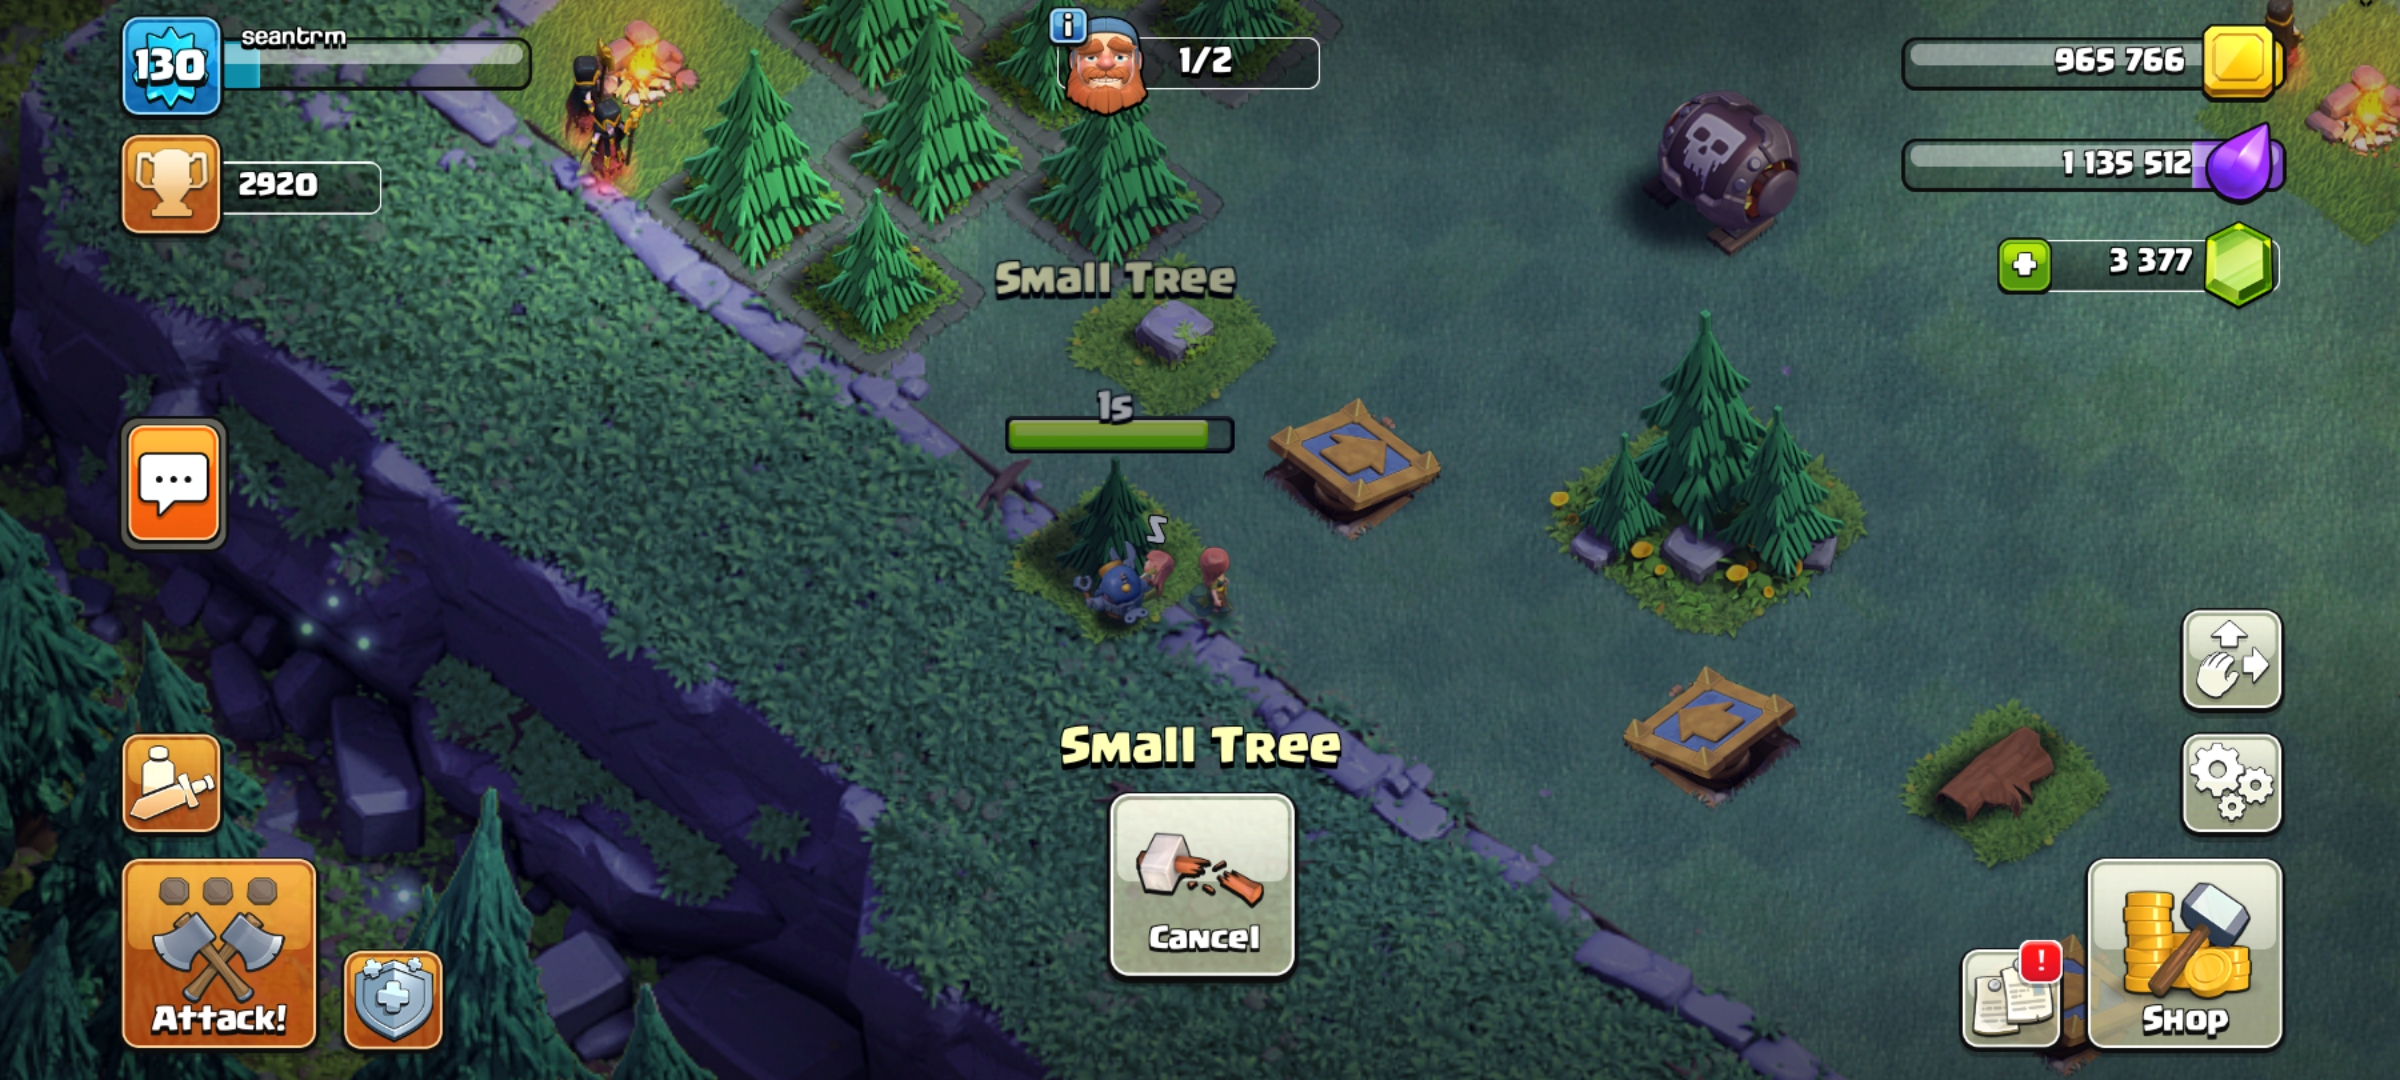 130
seantrm
i
1/2
965 766
2920
1 135 512
3 377
Small Tree
1s
Small Tree
Cancel
Attack!
!
Shop